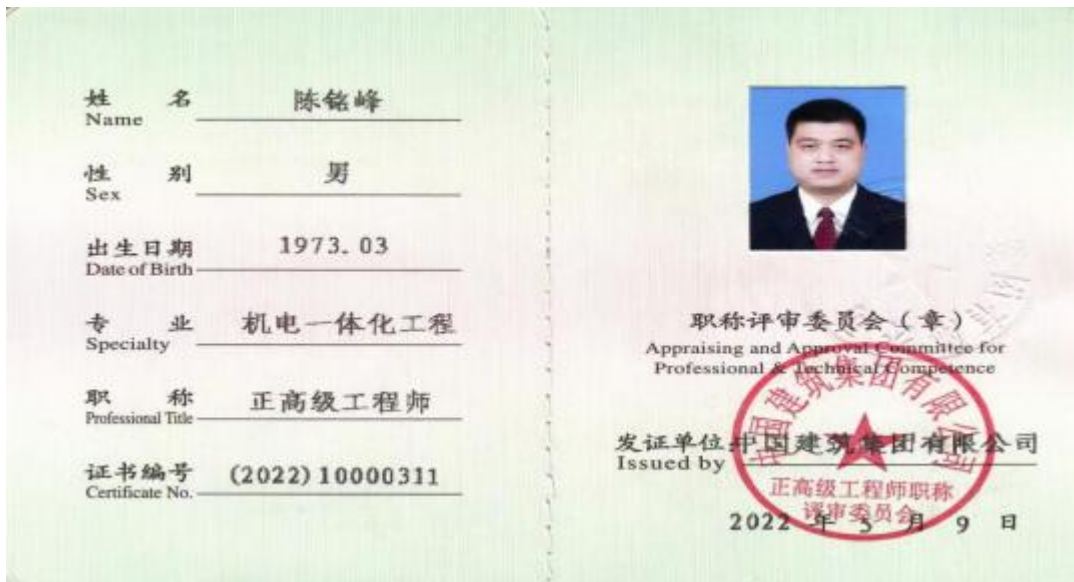 姓 名 陈铭峰
Name
性 别 男
Sex
出生日期 1973.03
Date of Birth
专 业 机电一体化工程
Specialty
职 称 正高级工程师
Professional Title
证书编号 (2022)10000311
Certificate No.
职称评审委员会(章)
Appraising and Approval Committee for
Professional & Technical Competence
中国建筑集团有限公司
发证单位 中国建筑集团有限公司
Issued by
正高级工程师职称
评审委员会
2022 年 5 月 9 日